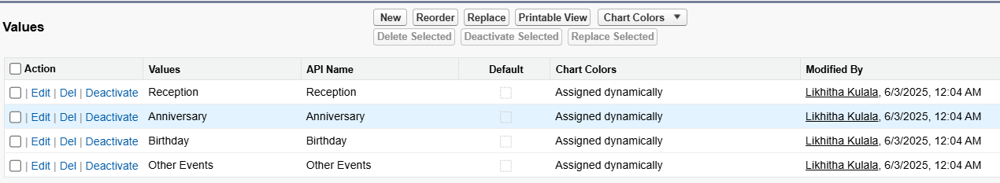 Values
New Reorder Replace Printable View Chart Colors
Delete Selected Deactivate Selected Replace Selected
Action Values API Name Default Chart Colors Modified By
| Edit | Del | Deactivate Reception Reception Assigned dynamically Likhitha Kulala, 6/3/2025, 12:04 AM
| Edit | Del | Deactivate Anniversary Anniversary Assigned dynamically Likhitha Kulala, 6/3/2025, 12:04 AM
| Edit | Del | Deactivate Birthday Birthday Assigned dynamically Likhitha Kulala, 6/3/2025, 12:04 AM
| Edit | Del | Deactivate Other Events Other Events Assigned dynamically Likhitha Kulala, 6/3/2025, 12:04 AM